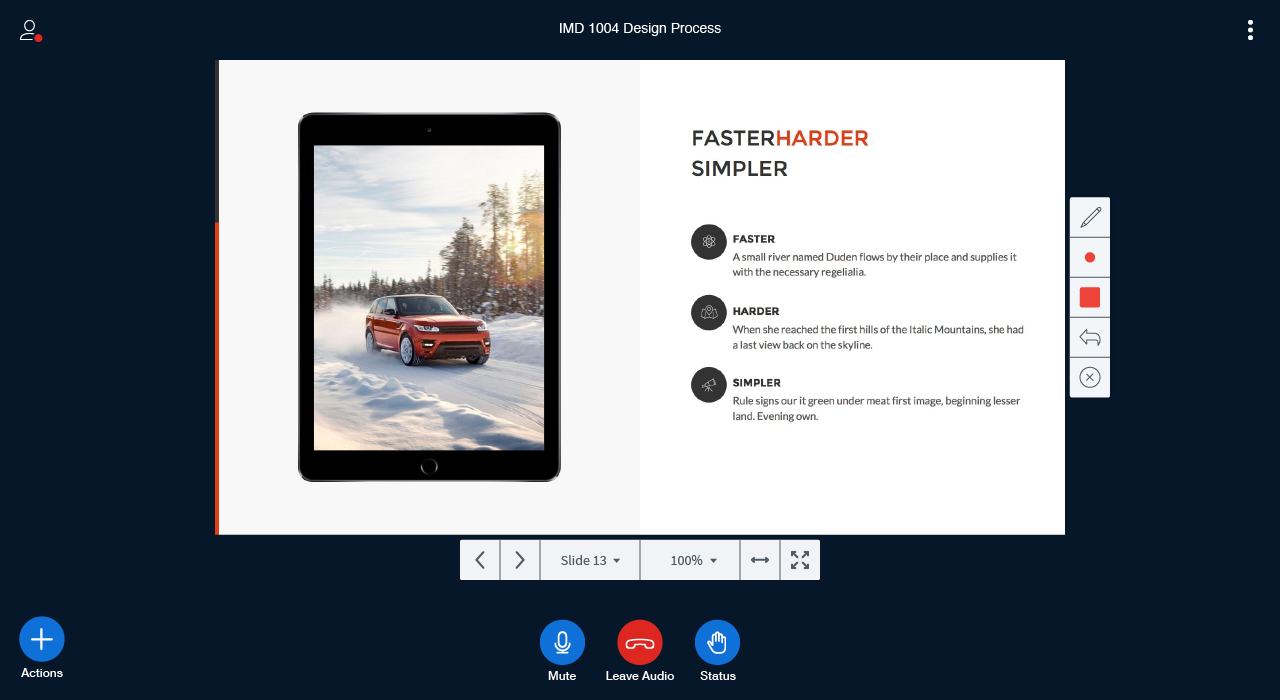 IMD 1004 Design Process
FASTERHARDER
SIMPLER
FASTER
A small river named Duden flows by their place and supplies it
with the necessary regelialia.
HARDER
When she reached the first hills of the Italic Mountains, she had
a last view back on the skyline.
SIMPLER
Rule signs our it green under meat first image, beginning lesser
land. Evening own.
Slide 13
100%
Actions
Mute
Leave Audio
Status